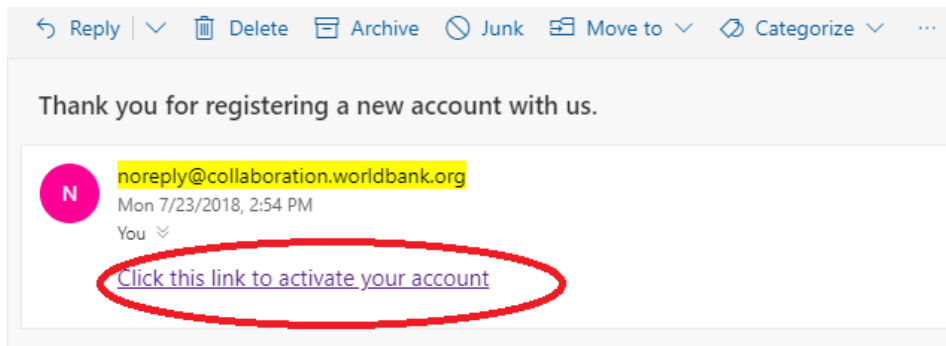 Reply Delete Archive Junk Move to Categorize ...
Thank you for registering a new account with us.
N
noreply@collaboration.worldbank.org
Mon 7/23/2018, 2:54 PM
You
Click this link to activate your account